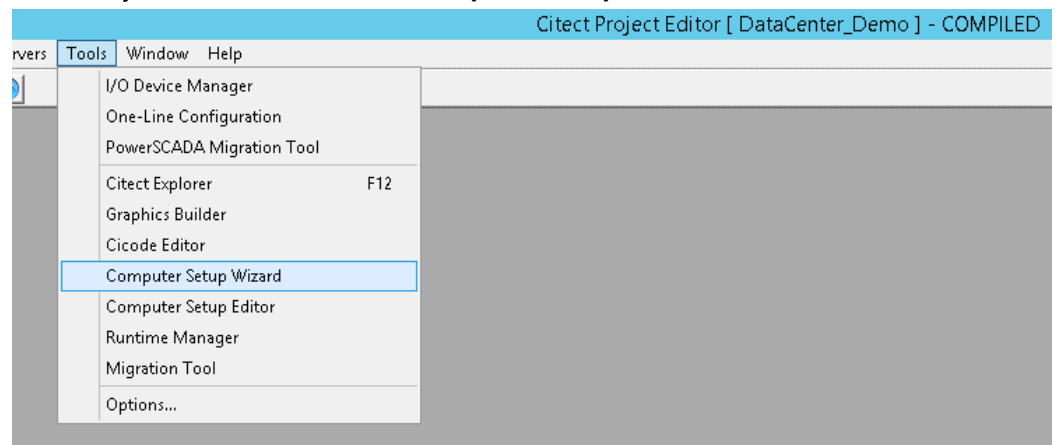 Citect Project Editor [ DataCenter_Demo ] - COMPILED
rvers Tools Window Help
I/O Device Manager
One-Line Configuration
PowerSCADA Migration Tool
Citect Explorer F12
Graphics Builder
Cicode Editor
Computer Setup Wizard
Computer Setup Editor
Runtime Manager
Migration Tool
Options...